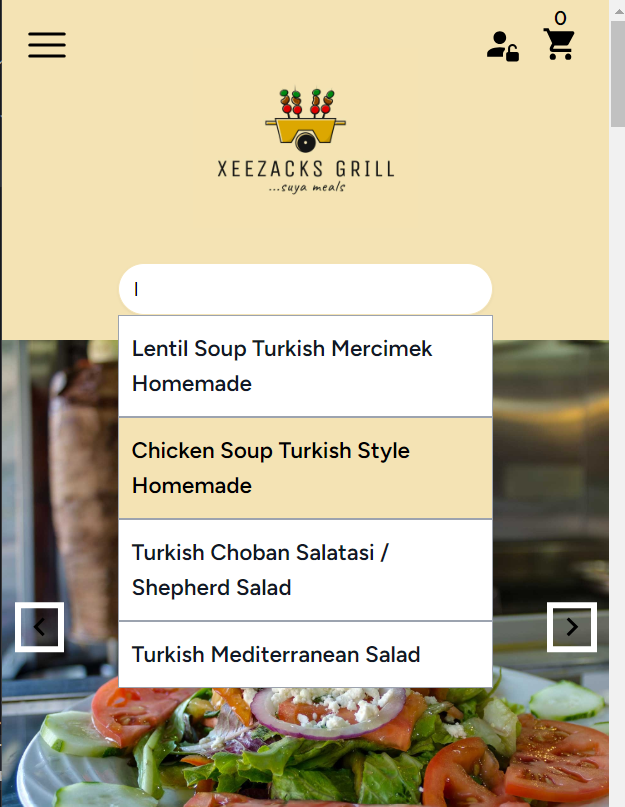 0
XEEZACKS GRILL
...suya meals
l
Lentil Soup Turkish Mercimek
Homemade
Chicken Soup Turkish Style
Homemade
Turkish Choban Salatasi /
Shepherd Salad
Turkish Mediterranean Salad